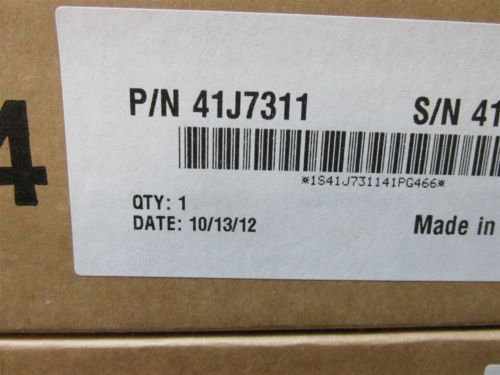 4
P/N 41J7311 S/N 41
*1S41J731141PG466*
QTY: 1
DATE: 10/13/12 Made in